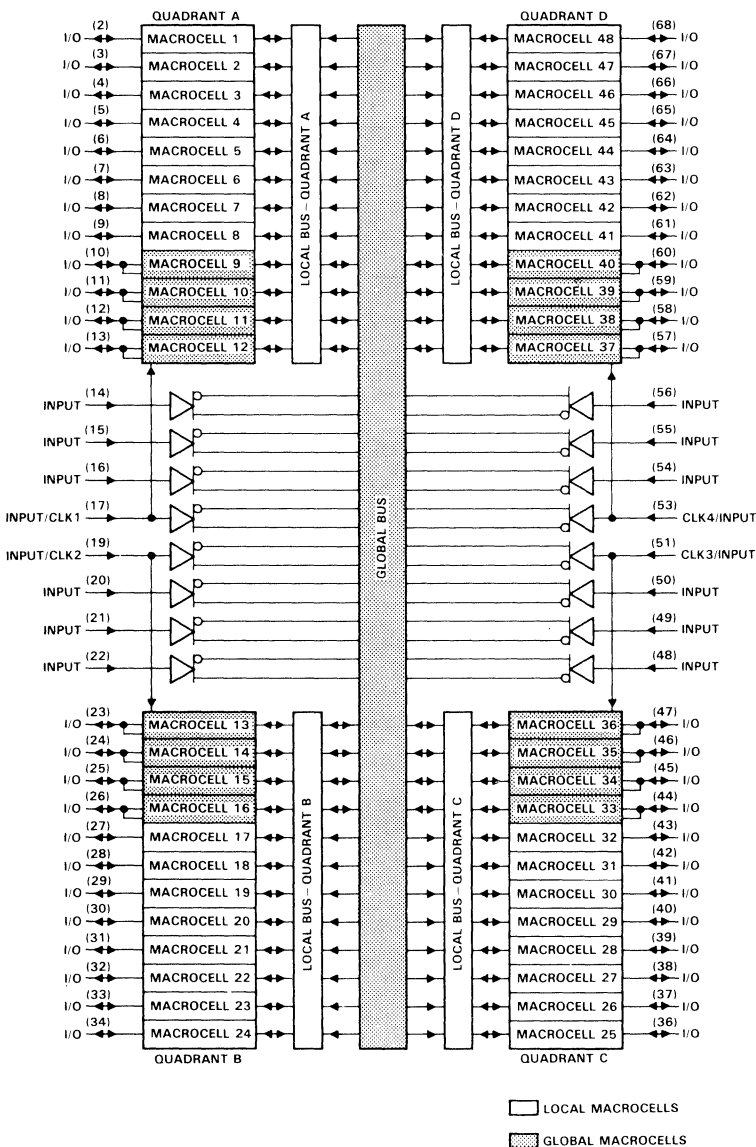 QUADRANT A QUADRANT D
I/O (2) MACROCELL 1 MACROCELL 48 (68) I/O
I/O (3) MACROCELL 2 MACROCELL 47 (67) I/O
I/O (4) MACROCELL 3 MACROCELL 46 (66) I/O
I/O (5) MACROCELL 4 MACROCELL 45 (65) I/O
I/O (6) MACROCELL 5 MACROCELL 44 (64) I/O
I/O (7) MACROCELL 6 MACROCELL 43 (63) I/O
I/O (8) MACROCELL 7 MACROCELL 42 (62) I/O
I/O (9) MACROCELL 8 MACROCELL 41 (61) I/O
I/O (10) MACROCELL 9 MACROCELL 40 (60) I/O
I/O (11) MACROCELL 10 MACROCELL 39 (59) I/O
I/O (12) MACROCELL 11 MACROCELL 38 (58) I/O
I/O (13) MACROCELL 12 MACROCELL 37 (57) I/O
LOCAL BUS – QUADRANT A
LOCAL BUS – QUADRANT D
INPUT (14) (56) INPUT
INPUT (15) (55) INPUT
INPUT (16) (54) INPUT
INPUT/CLK1 (17) (53) CLK4/INPUT
INPUT/CLK2 (19) (51) CLK3/INPUT
INPUT (20) (50) INPUT
INPUT (21) (49) INPUT
INPUT (22) (48) INPUT
GLOBAL BUS
I/O (23) MACROCELL 13 MACROCELL 36 (47) I/O
I/O (24) MACROCELL 14 MACROCELL 35 (46) I/O
I/O (25) MACROCELL 15 MACROCELL 34 (45) I/O
I/O (26) MACROCELL 16 MACROCELL 33 (44) I/O
I/O (27) MACROCELL 17 MACROCELL 32 (43) I/O
I/O (28) MACROCELL 18 MACROCELL 31 (42) I/O
I/O (29) MACROCELL 19 MACROCELL 30 (41) I/O
I/O (30) MACROCELL 20 MACROCELL 29 (40) I/O
I/O (31) MACROCELL 21 MACROCELL 28 (39) I/O
I/O (32) MACROCELL 22 MACROCELL 27 (38) I/O
I/O (33) MACROCELL 23 MACROCELL 26 (37) I/O
I/O (34) MACROCELL 24 MACROCELL 25 (36) I/O
LOCAL BUS – QUADRANT B
LOCAL BUS – QUADRANT C
QUADRANT B QUADRANT C
LOCAL MACROCELLS
GLOBAL MACROCELLS